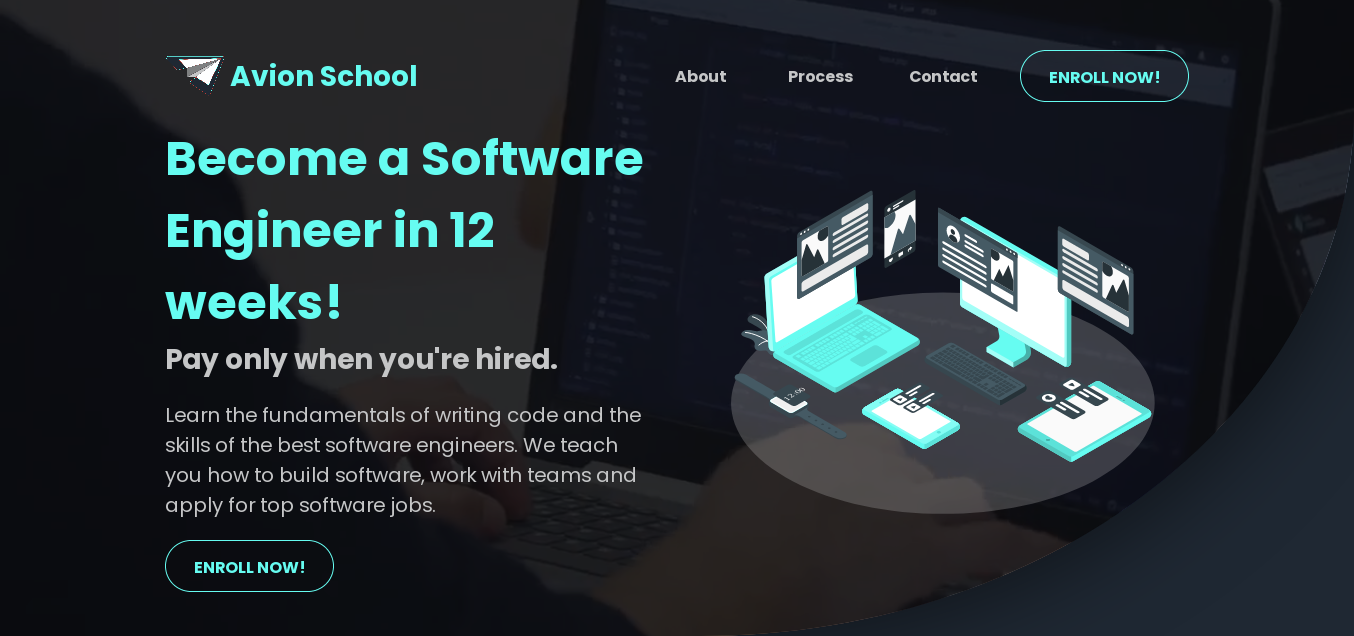 Avion School
About
Process
Contact
ENROLL NOW!
Become a Software
Engineer in 12
weeks!
Pay only when you're hired.
Learn the fundamentals of writing code and the
skills of the best software engineers. We teach
you how to build software, work with teams and
apply for top software jobs.
12:00
ENROLL NOW!